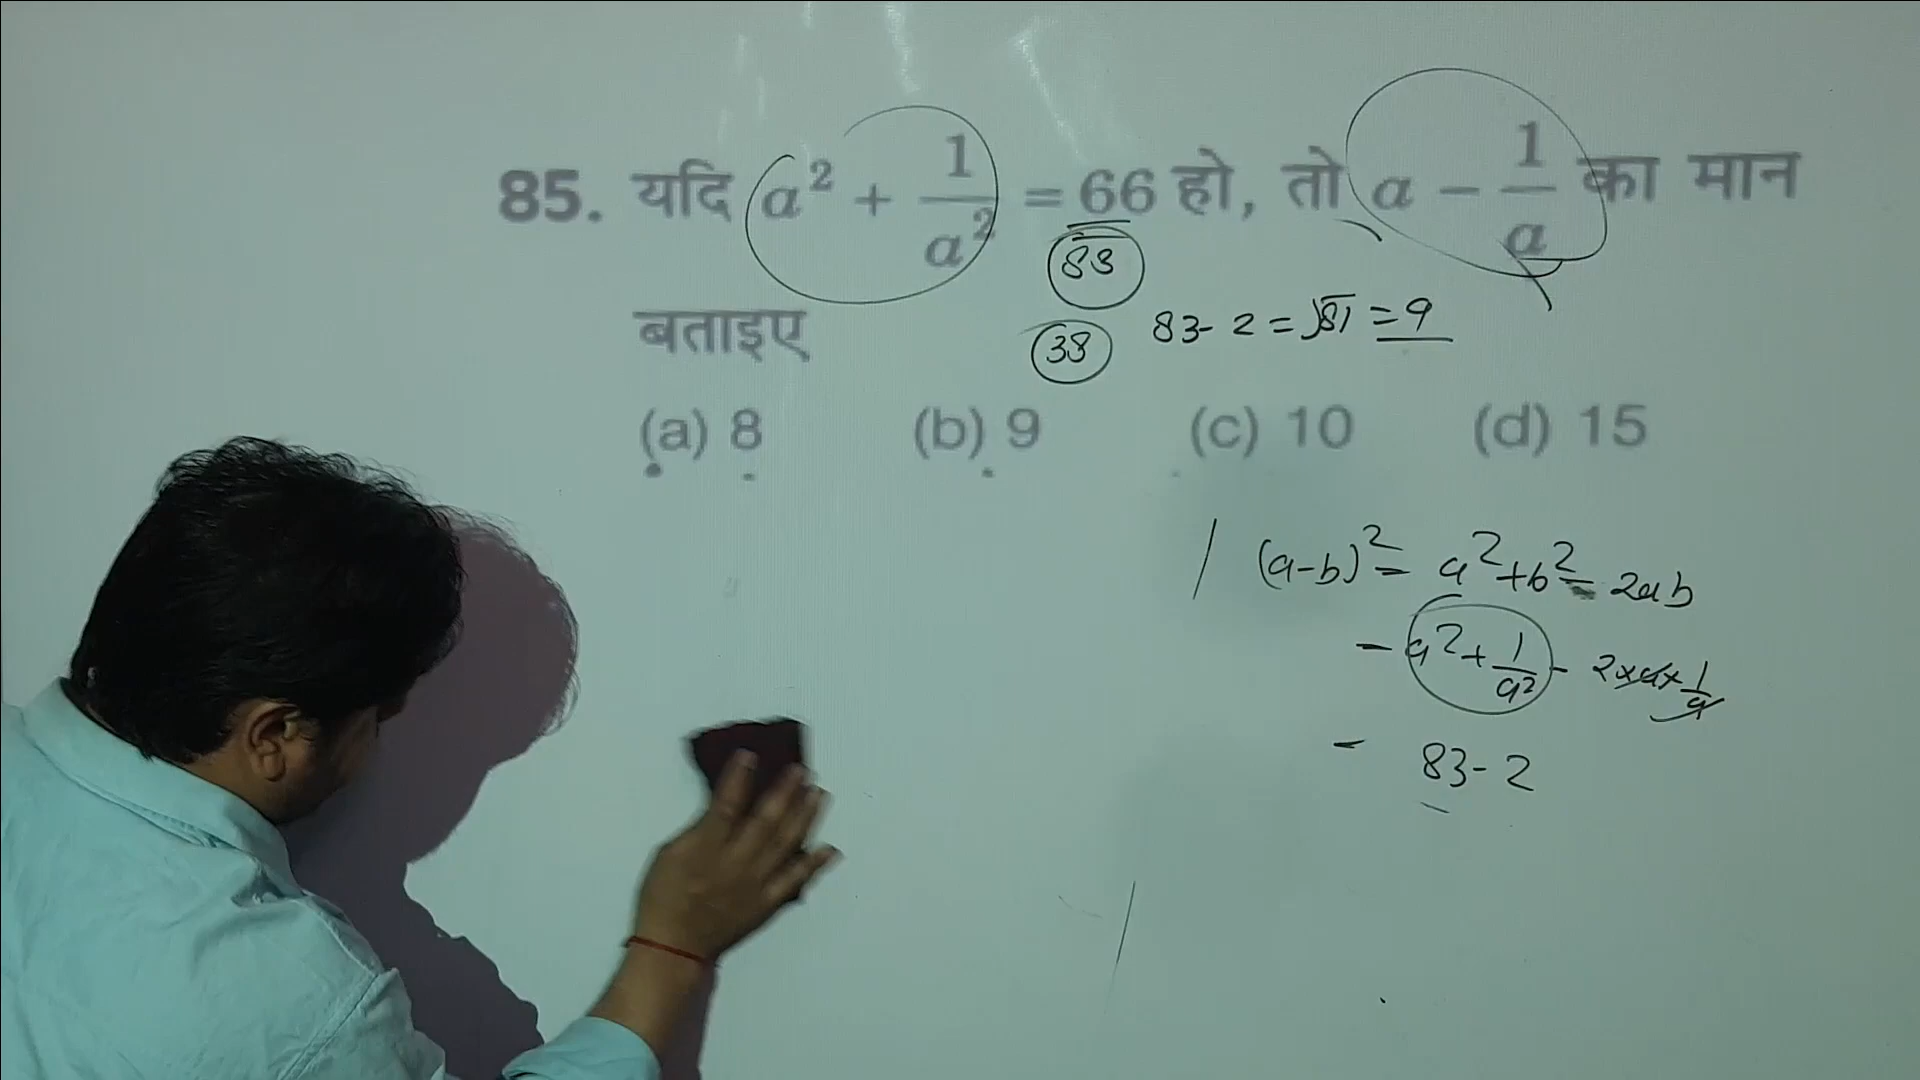 85. यदि a² + 1/a² = 66 हो, तो a − 1/a का मान
बताइए
83
38
83- 2 = √81 = 9
(a) 8 (b) 9 (c) 10 (d) 15
(a-b)² = a²+b² - 2ab
- a²+1/a² - 2×a×1/a
- 83-2